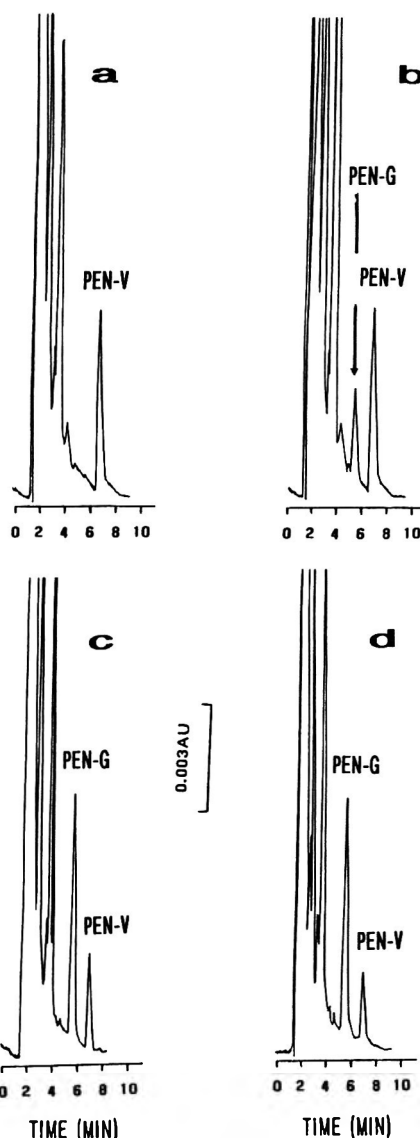 a
b
PEN-G
PEN-V
PEN-V
0 2 4 6 8 10
0 2 4 6 8 10
c
d
0.003AU
PEN-G
PEN-G
PEN-V
PEN-V
0 2 4 6 8 10
0 2 4 6 8 10
TIME (MIN)
TIME (MIN)